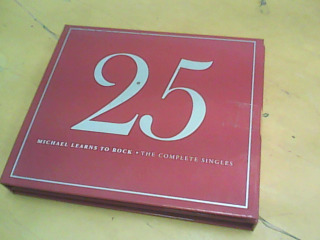 25
MICHAEL LEARNS TO ROCK • THE COMPLETE SINGLES